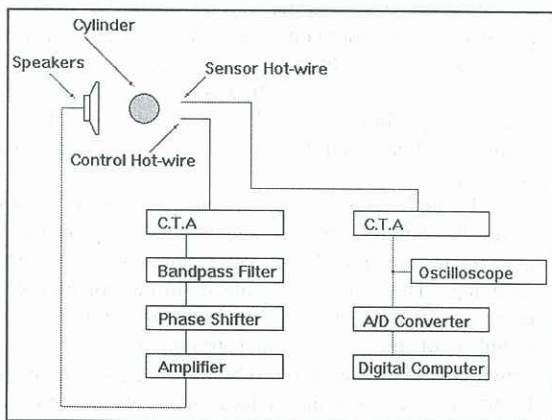 Cylinder
Speakers
Sensor Hot-wire
Control Hot-wire
C.T.A
C.T.A
Bandpass Filter
Oscilloscope
Phase Shifter
A/D Converter
Amplifier
Digital Computer